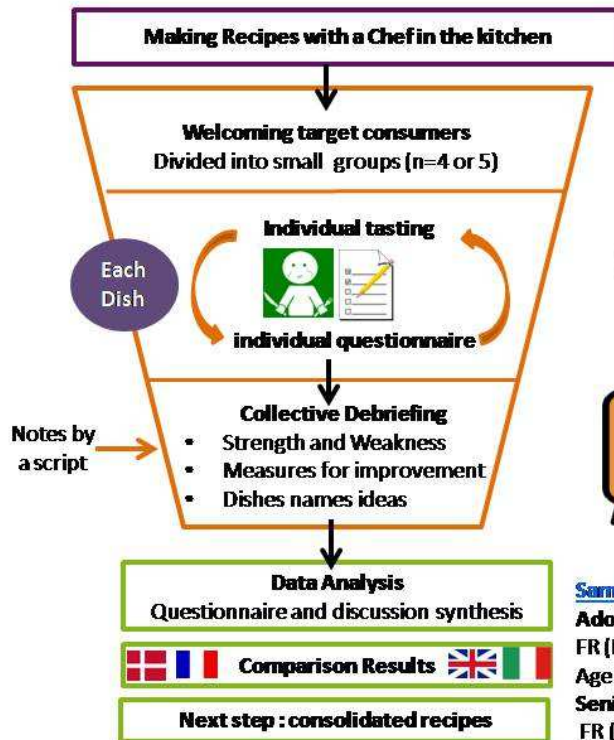 Making Recipes with a Chef in the kitchen
Welcoming target consumers
Divided into small groups (n=4 or 5)
Individual tasting
Each
Dish
individual questionnaire
Collective Debriefing
Notes by
a script
• Strength and Weakness
• Measures for improvement
• Dishes names ideas
Data Analysis
Questionnaire and discussion synthesis
Comparison Results
Next step : consolidated recipes
FR
Age
FR